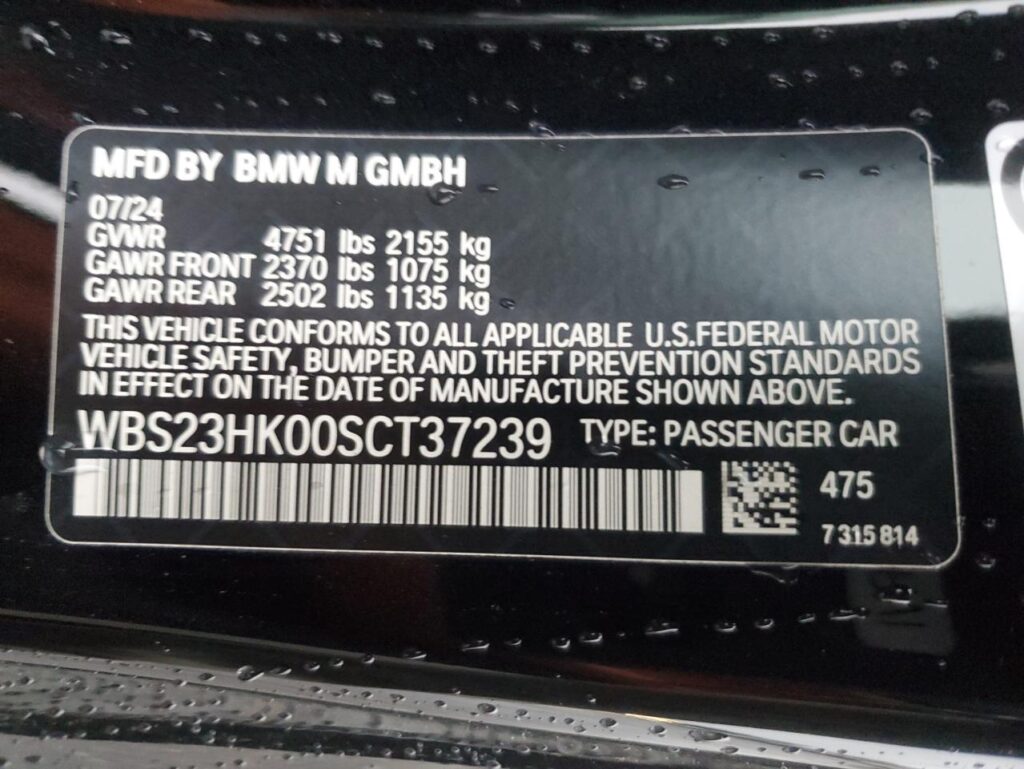 MFD BY BMW M GMBH
07/24
GVWR 4751 lbs 2155 kg
GAWR FRONT 2370 lbs 1075 kg
GAWR REAR 2502 lbs 1135 kg
THIS VEHICLE CONFORMS TO ALL APPLICABLE U.S.FEDERAL MOTOR
VEHICLE SAFETY, BUMPER AND THEFT PREVENTION STANDARDS
IN EFFECT ON THE DATE OF MANUFACTURE SHOWN ABOVE.
WBS23HK00SCT37239 TYPE: PASSENGER CAR
475
7 315 814